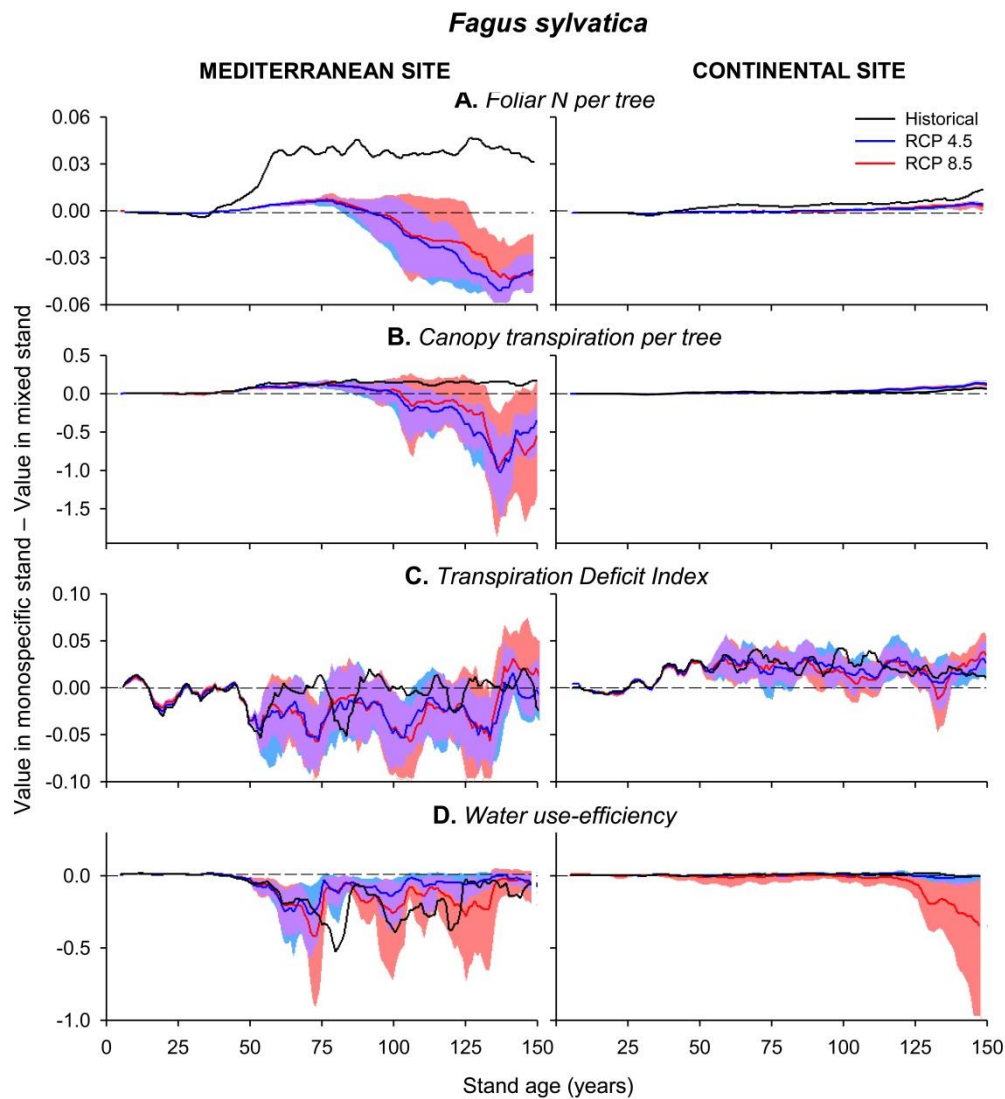 Fagus sylvatica
MEDITERRANEAN SITE
CONTINENTAL SITE
A. Foliar N per tree
0.06
0.03
0.00
-0.03
-0.06
Historical
RCP 4.5
RCP 8.5
B. Canopy transpiration per tree
0.5
0.0
-0.5
-1.0
-1.5
C. Transpiration Deficit Index
0.10
0.05
0.00
-0.05
-0.10
D. Water use-efficiency
0.0
-0.5
-1.0
0 25 50 75 100 125 150
25 50 75 100 125 150
Stand age (years)
Value in monospecific stand – Value in mixed stand